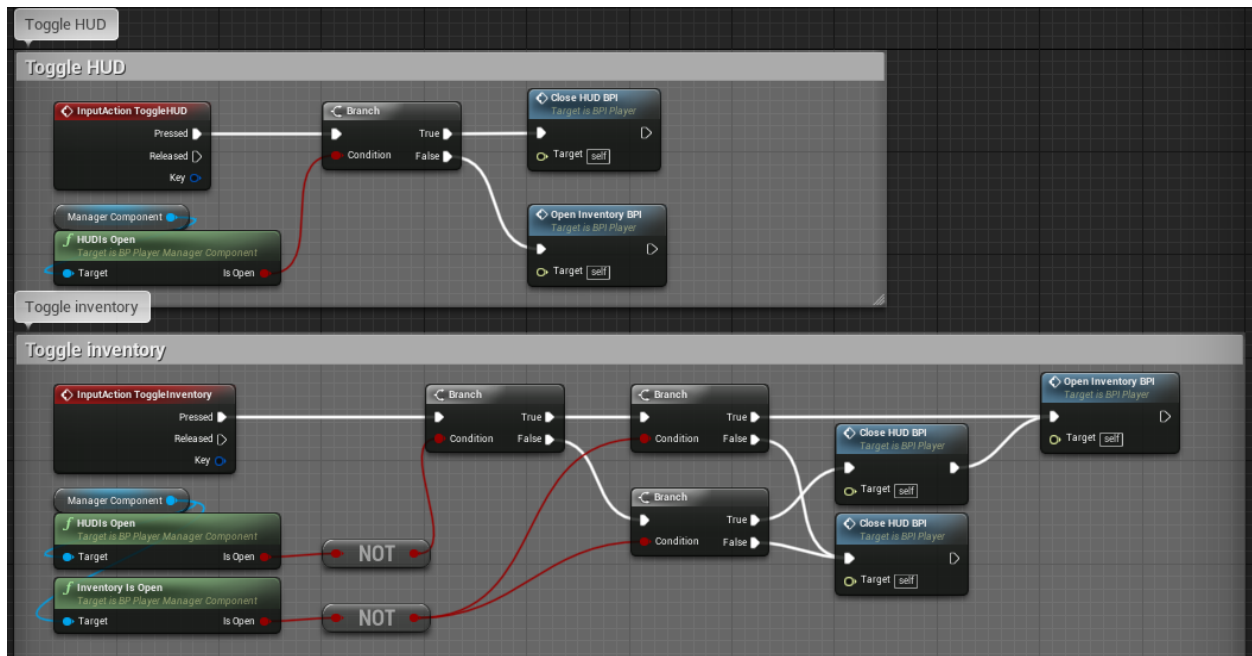 Toggle HUD
Toggle HUD
InputAction ToggleHUD
Pressed
Released
Key
Branch
True
Condition
False
Close HUD BPI
Target is BPI Player
Target self
Manager Component
HUDIs Open
Target is BP Player Manager Component
Target
Is Open
Open Inventory BPI
Target is BPI Player
Target self
Toggle inventory
Toggle inventory
InputAction ToggleInventory
Pressed
Released
Key
Branch
True
Condition
False
Branch
True
Condition
False
Open Inventory BPI
Target is BPI Player
Target self
Close HUD BPI
Target is BPI Player
Target self
Manager Component
f HUDIs Open
Target is BP Player Manager Component
Target
Is Open
NOT
Branch
True
Condition
False
Close HUD BPI
Target is BPI Player
Target self
f Inventory Is Open
Target is BP Player Manager Component
Target
Is Open
NOT